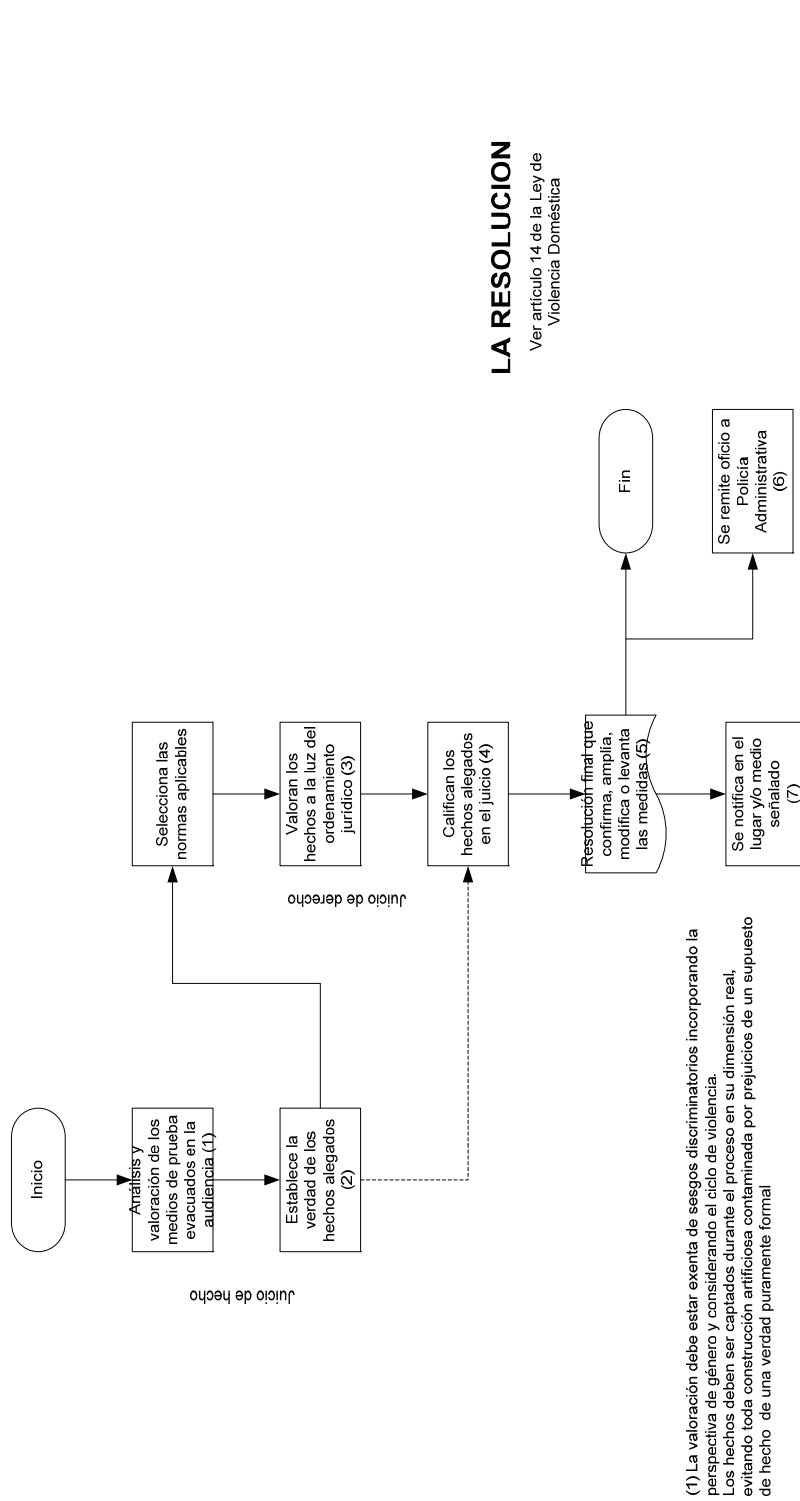 LA RESOLUCION
Ver artículo 14 de la Ley de
Violencia Doméstica
Inicio
Análisis y
valoración de los
medios de prueba
evacuados en la
audiencia (1)
Establece la
verdad de los
hechos alegados
(2)
Juicio de hecho
Selecciona las
normas aplicables
Valoran los
hechos a la luz del
ordenamiento
jurídico (3)
Juicio de derecho
Califican los
hechos alegados
en el juicio (4)
Resolución final que
confirma, amplía,
modifica o levanta
las medidas (5)
Fin
Se remite oficio a
Policía
Administrativa
(6)
Se notifica en el
lugar y/o medio
señalado
(7)
(1) La valoración debe estar exenta de sesgos discriminatorios incorporando la
perspectiva de género y considerando el ciclo de violencia.
Los hechos deben ser captados durante el proceso en su dimensión real,
evitando toda construcción artificiosa contaminada por prejuicios de un supuesto
de hecho de una verdad puramente formal